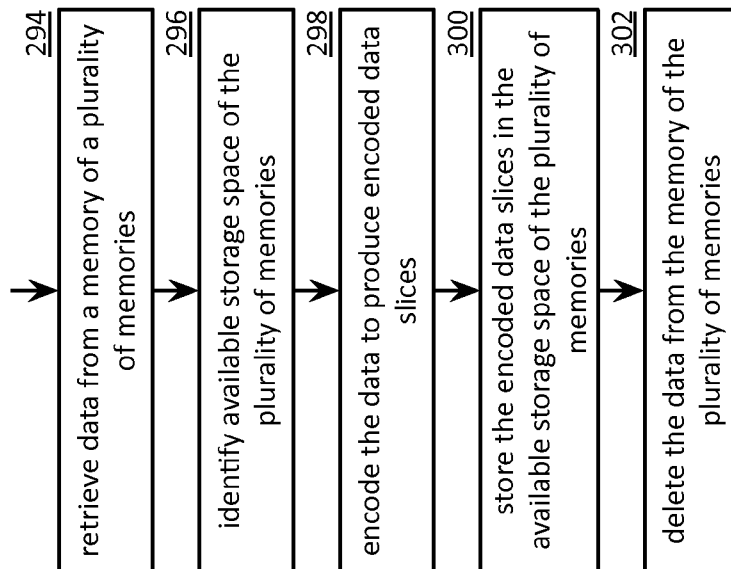 294
retrieve data from a memory of a plurality
of memories
296
identify available storage space of the
plurality of memories
298
encode the data to produce encoded data
slices
300
store the encoded data slices in the
available storage space of the plurality of
memories
302
delete the data from the memory of the
plurality of memories